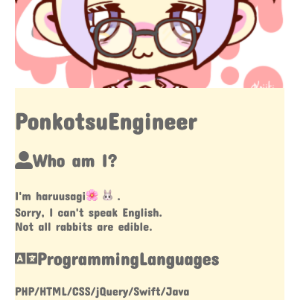 PonkotsuEngineer
Who am I?
I'm haruusagi🌸🐰.
Sorry, I can't speak English.
Not all rabbits are edible.
ProgrammingLanguages
PHP/HTML/CSS/jQuery/Swift/Java